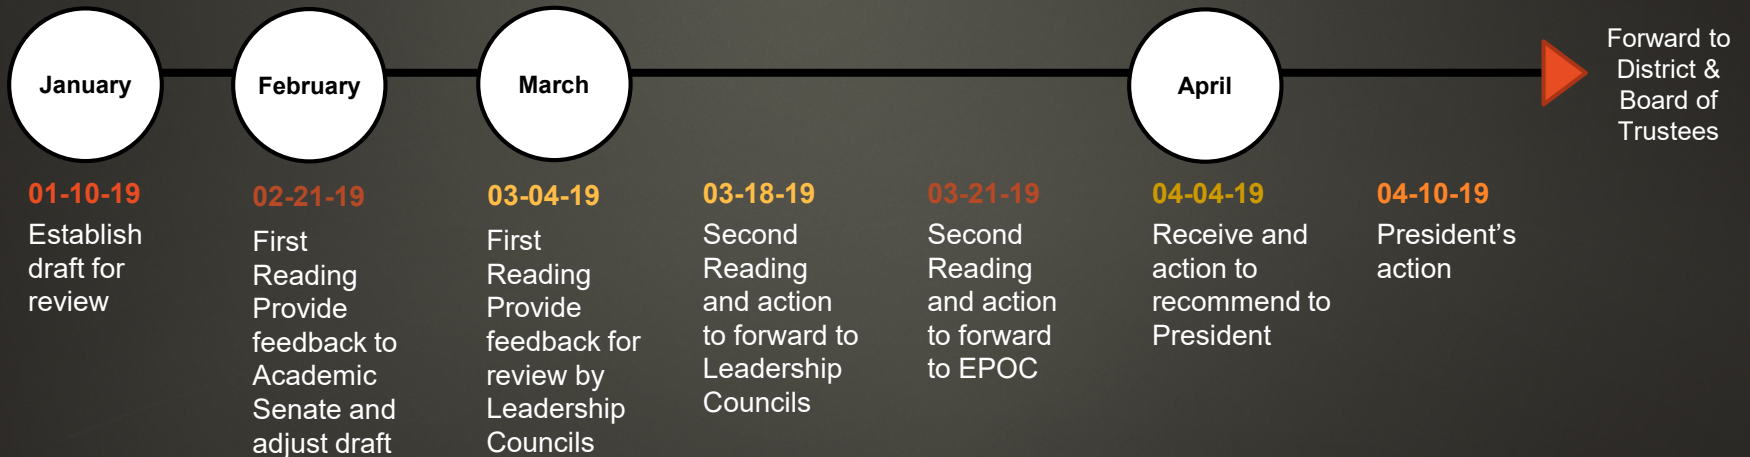 January
February
March
April
Forward to
District &
Board of
Trustees
01-10-19
Establish
draft for
review
02-21-19
First
Reading
Provide
feedback to
Academic
Senate and
adjust draft
03-04-19
First
Reading
Provide
feedback for
review by
Leadership
Councils
03-18-19
Second
Reading
and action
to forward to
Leadership
Councils
03-21-19
Second
Reading
and action
to forward
to EPOC
04-04-19
Receive and
action to
recommend to
President
04-10-19
President’s
action